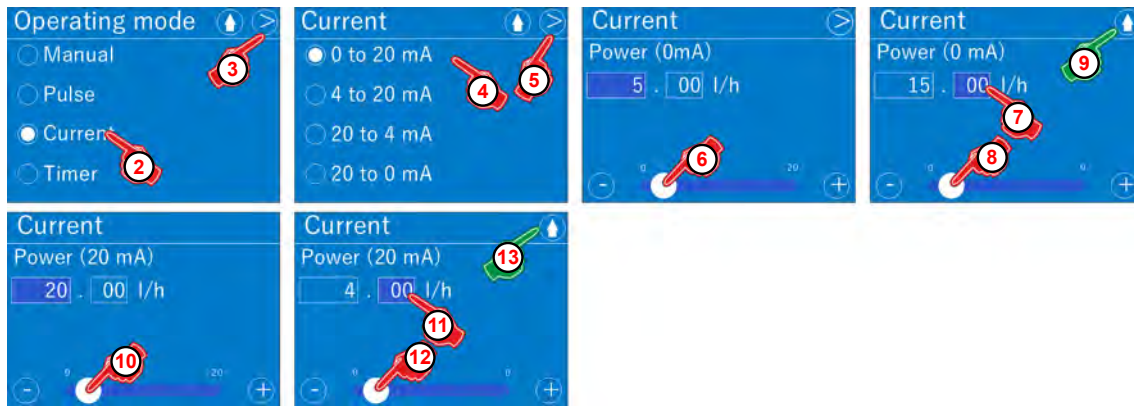 Operating mode
Manual
Pulse
Current
Timer
2
3
Current
0 to 20 mA
4 to 20 mA
20 to 4 mA
20 to 0 mA
4
5
Current
Power (0mA)
5 . 00 l/h
6
0 20
- +
Current
Power (0 mA)
15 . 00 l/h
9
7
8
0 9
- +
Current
Power (20 mA)
20 . 00 l/h
10
0 20
- +
Current
Power (20 mA)
4 . 00 l/h
13
11
12
0 9
- +